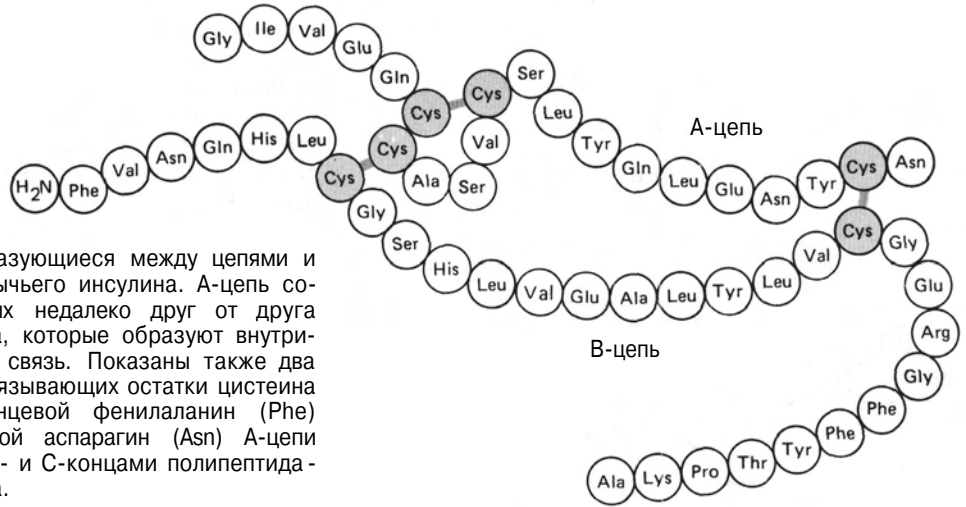 Gly Ile Val Glu Gln Cys Cys Ala Ser Val Cys Ser Leu Tyr Gln Leu Glu Asn Tyr Cys Asn
А-цепь
H₂N Phe Val Asn Gln His Leu Cys Gly Ser His Leu Val Glu Ala Leu Tyr Leu Val Cys Gly Glu Arg Gly Phe Phe Tyr Thr Pro Lys Ala
В-цепь
азующиеся между цепями и
ычьего инсулина. А-цепь со-
их недалеко друг от друга
а, которые образуют внутри-
связь. Показаны также два
язывающих остатки цистеина
нцевой фенилаланин (Phe)
ой аспарагин (Asn) А-цепи
- и С-концами полипептида -
а.